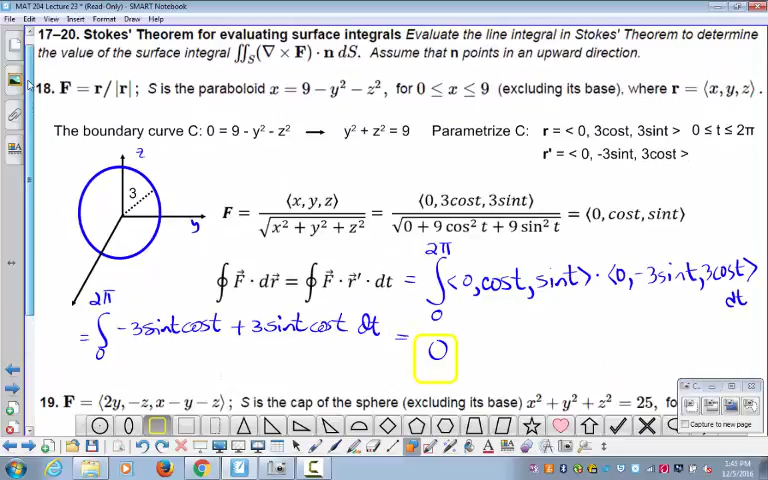 MAT 204 Lecture 23 * (Read-Only) - SMART Notebook
File Edit View Insert Format Tools Draw Help
17–20. Stokes' Theorem for evaluating surface integrals Evaluate the line integral in Stokes' Theorem to determine
the value of the surface integral ∬S(∇ × F) · n dS. Assume that n points in an upward direction.
18. F = r/|r|; S is the paraboloid x = 9 − y² − z², for 0 ≤ x ≤ 9 (excluding its base), where r = ⟨x, y, z⟩.
The boundary curve C: 0 = 9 - y² - z² → y² + z² = 9 Parametrize C: r = < 0, 3cost, 3sint > 0 ≤ t ≤ 2π
r' = < 0, -3sint, 3cost >
z
3
y
F = ⟨x, y, z⟩ / √(x² + y² + z²) = ⟨0, 3cost, 3sint⟩ / √(0 + 9 cos² t + 9 sin² t) = ⟨0, cost, sint⟩
∮ F⃗ · dr⃗ = ∮ F⃗ · r⃗′ · dt = ∫₀^2π <0, cost, sint> · <0, -3sint, 3cost> dt
= ∫₀^2π -3sintcost + 3sintcost dt = 0
19. F = ⟨2y, −z, x − y − z⟩; S is the cap of the sphere (excluding its base) x² + y² + z² = 25, fo
Capture to new page
1:45 PM
12/5/2016